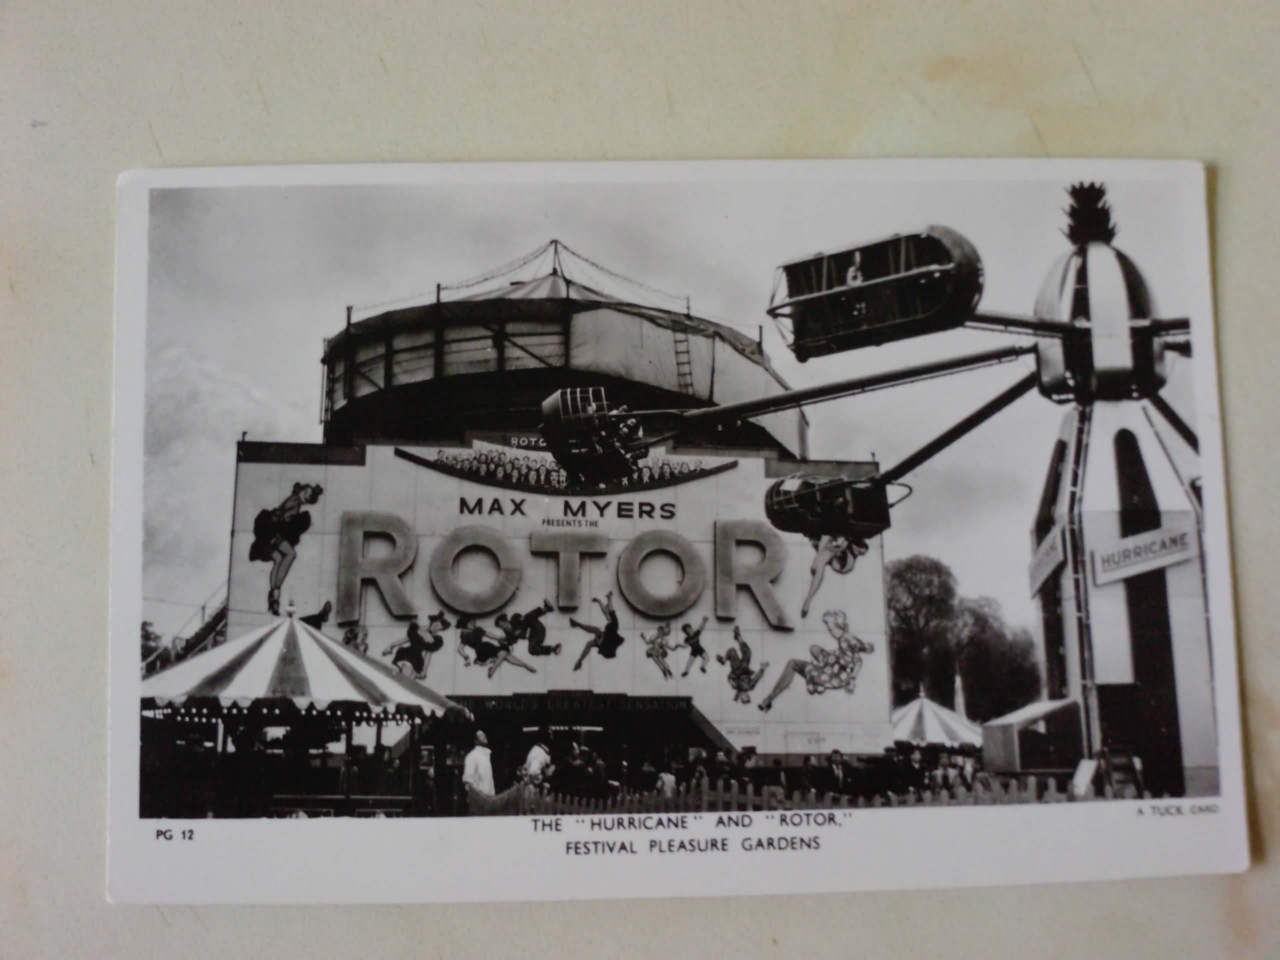 ROTO
MAX MYERS
PRESENTS THE
ROTOR
HURRICANE
THE WORLD'S GREATEST SENSATION
PG 12
THE "HURRICANE" AND "ROTOR,"
FESTIVAL PLEASURE GARDENS
A TUCK CARD